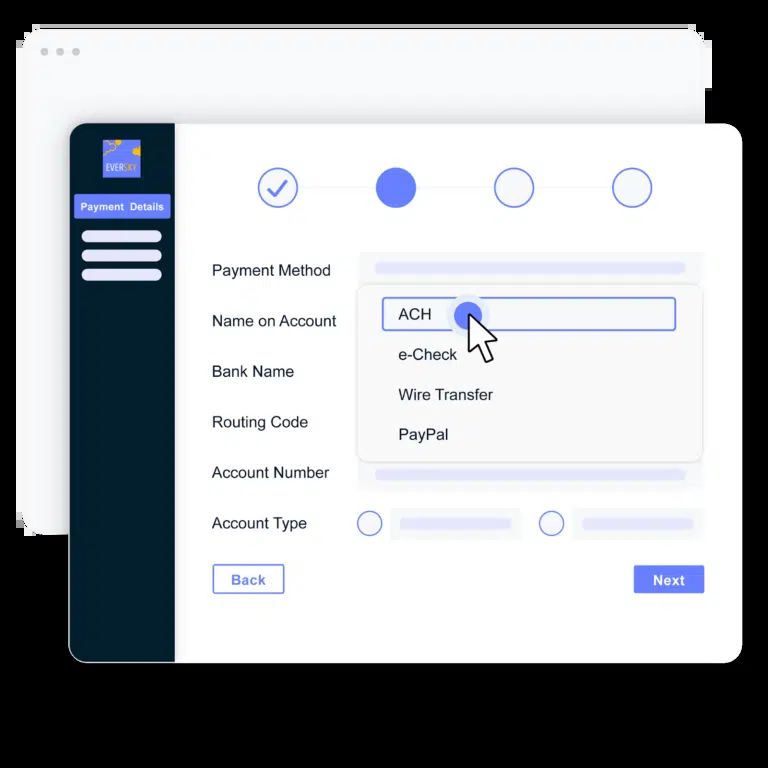 EVERSKY
Payment Details
Payment Method
ACH
Name on Account
e-Check
Bank Name
Wire Transfer
Routing Code
PayPal
Account Number
Account Type
Back
Next